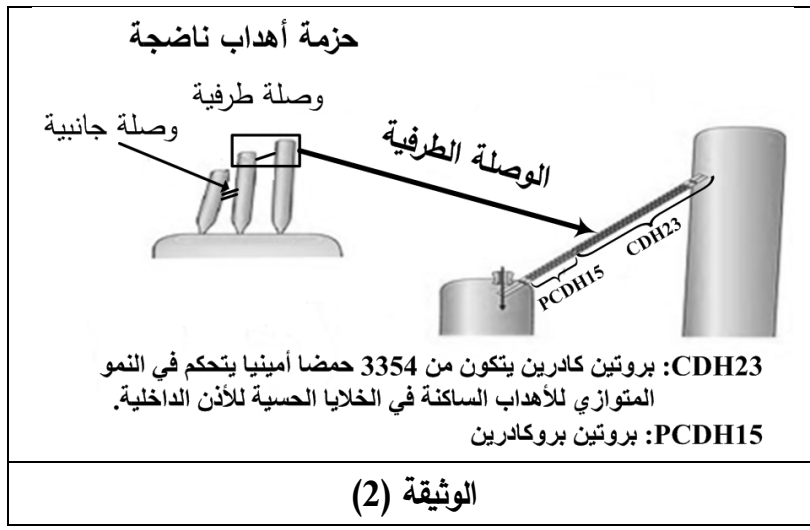 حزمة أهداب ناضجة
وصلة طرفية
وصلة جانبية
الوصلة الطرفية
CDH23
PCDH15
CDH23: بروتين كادرين يتكون من 3354 حمضا أمينيا يتحكم في النمو
المتوازي للأهداب الساكنة في الخلايا الحسية للأذن الداخلية.
PCDH15: بروتين بروكادرين
الوثيقة (2)